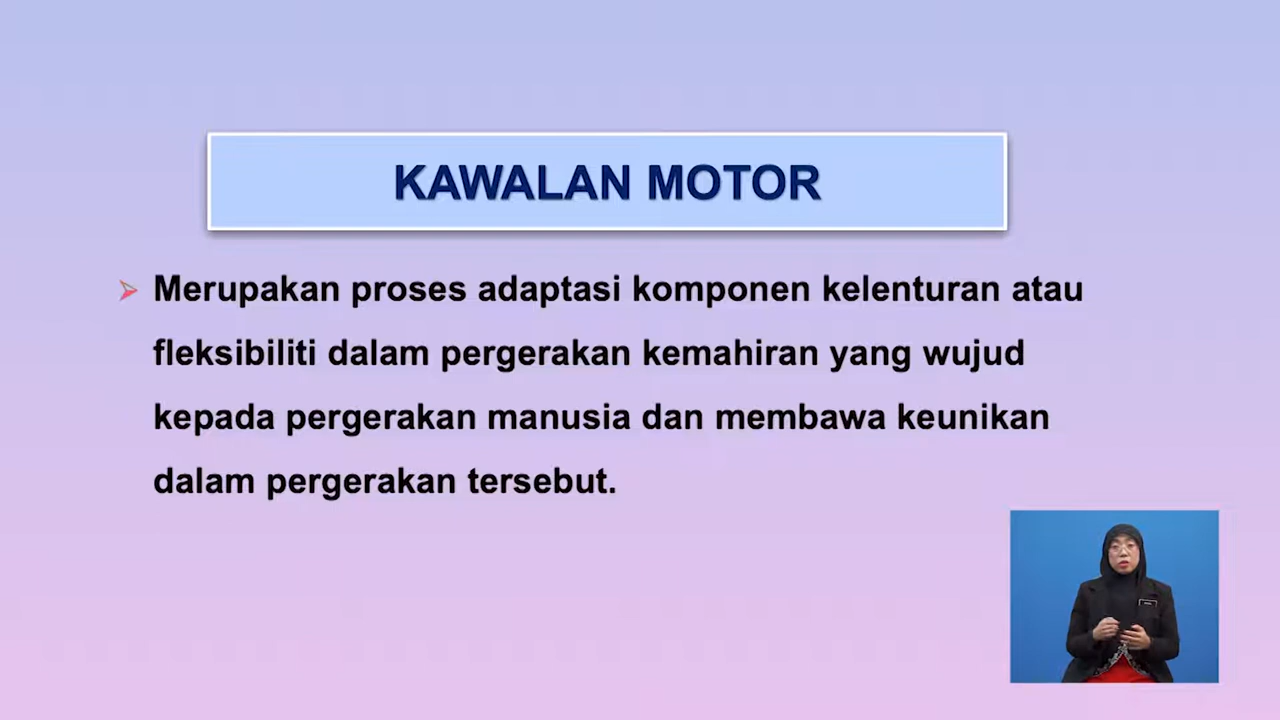 KAWALAN MOTOR
Merupakan proses adaptasi komponen kelenturan atau
fleksibiliti dalam pergerakan kemahiran yang wujud
kepada pergerakan manusia dan membawa keunikan
dalam pergerakan tersebut.